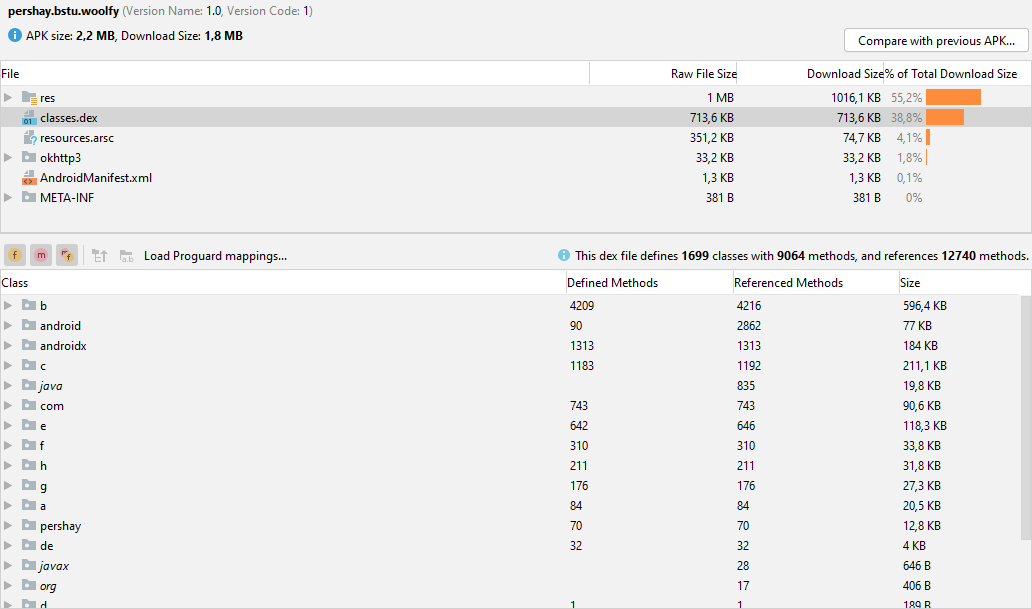 pershay.bstu.woolfy (Version Name: 1.0, Version Code: 1)
APK size: 2,2 MB, Download Size: 1,8 MB
Compare with previous APK...
File Raw File Size Download Size % of Total Download Size
res 1 MB 1016,1 KB 55,2%
classes.dex 713,6 KB 713,6 KB 38,8%
resources.arsc 351,2 KB 74,7 KB 4,1%
okhttp3 33,2 KB 33,2 KB 1,8%
AndroidManifest.xml 1,3 KB 1,3 KB 0,1%
META-INF 381 B 381 B 0%
Load Proguard mappings... This dex file defines 1699 classes with 9064 methods, and references 12740 methods.
Class Defined Methods Referenced Methods Size
b 4209 4216 596,4 KB
android 90 2862 77 KB
androidx 1313 1313 184 KB
c 1183 1192 211,1 KB
java 835 19,8 KB
com 743 743 90,6 KB
e 642 646 118,3 KB
f 310 310 33,8 KB
h 211 211 31,8 KB
g 176 176 27,3 KB
a 84 84 20,5 KB
pershay 70 70 12,8 KB
de 32 32 4 KB
javax 28 646 B
org 17 406 B
d 1 1 189 B